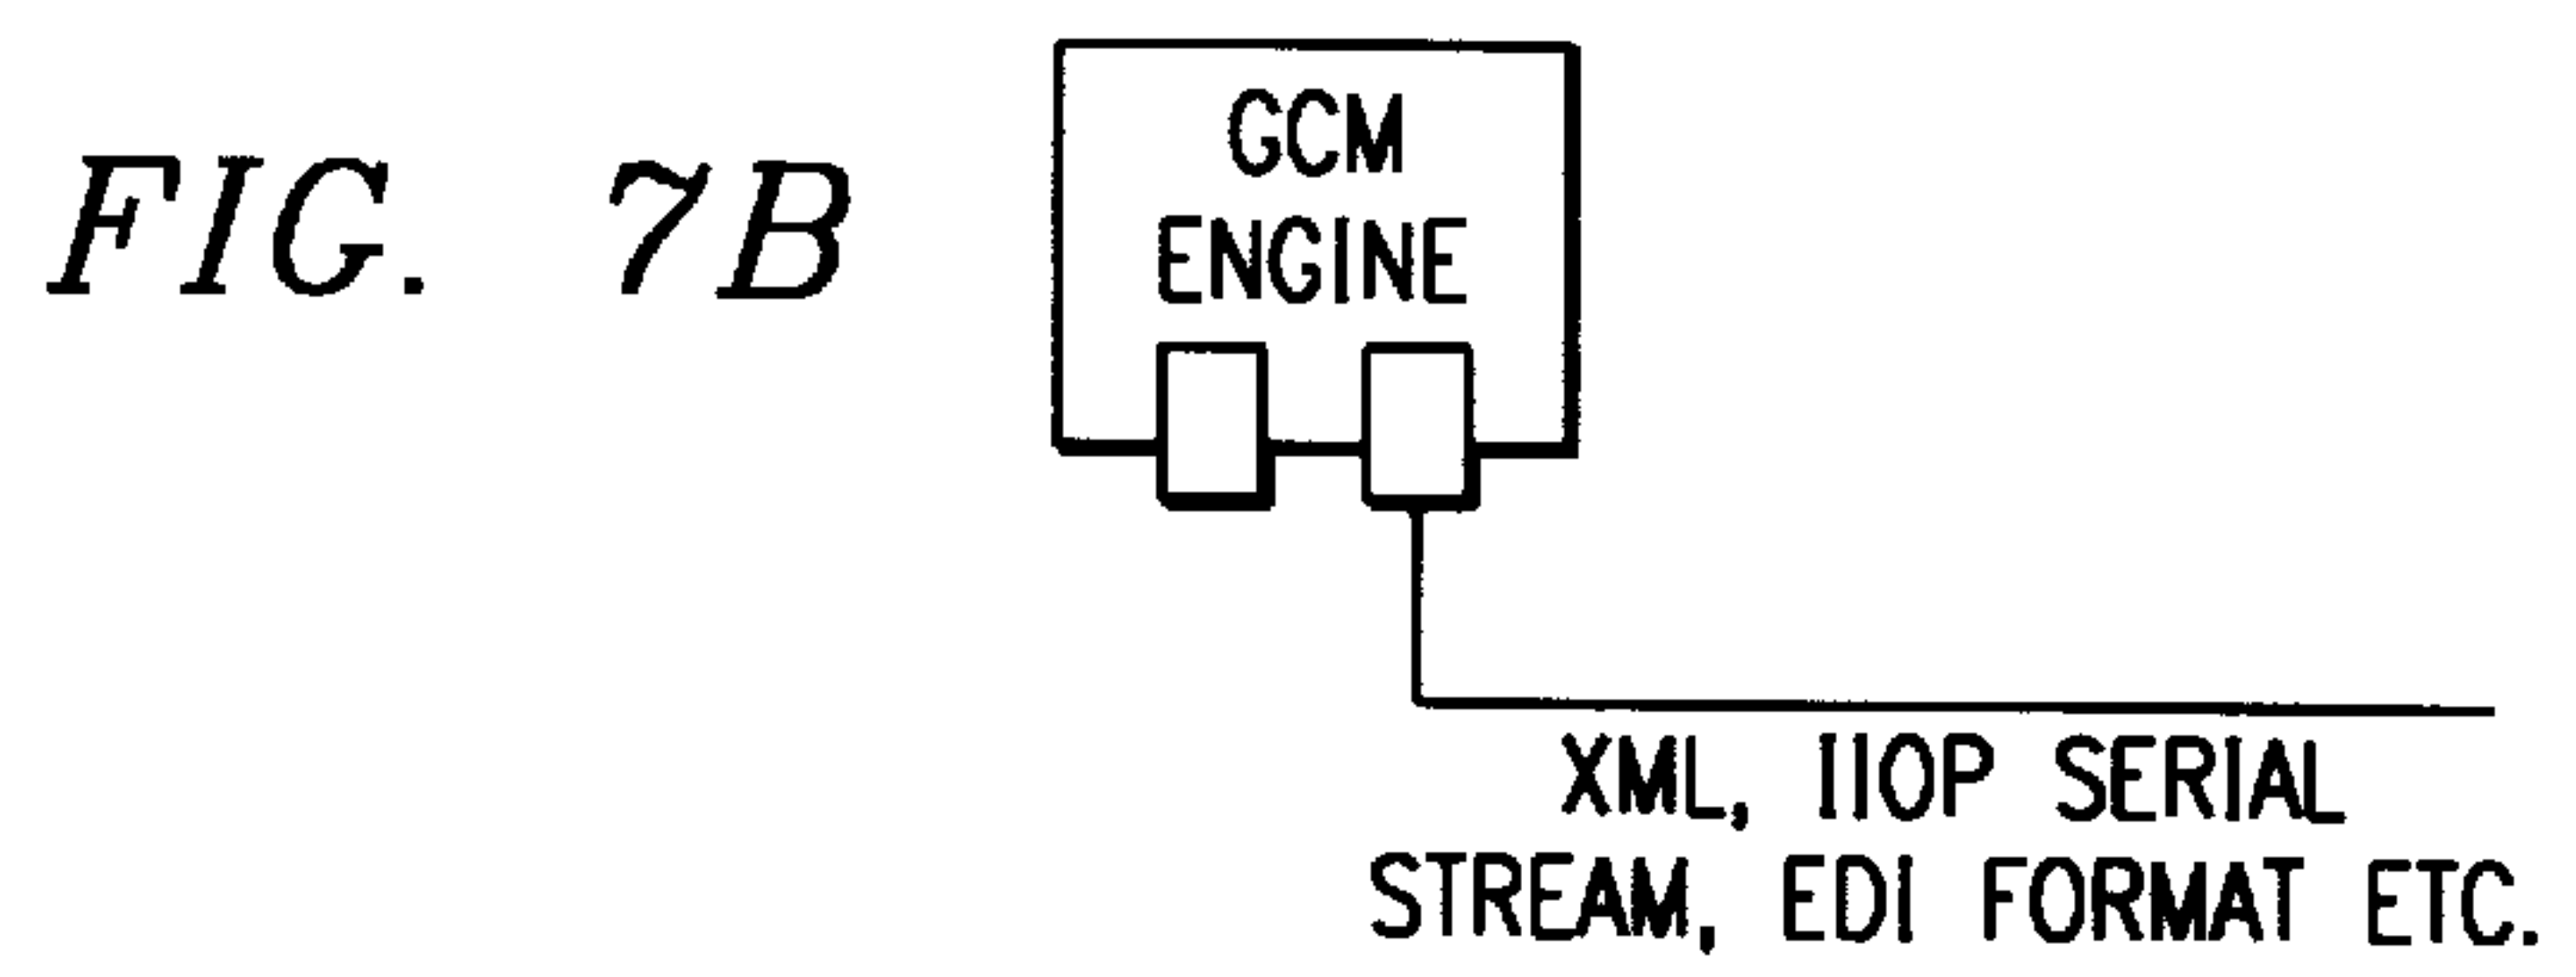 FIG. 7B
GCM
ENGINE
XML, IIOP SERIAL
STREAM, EDI FORMAT ETC.